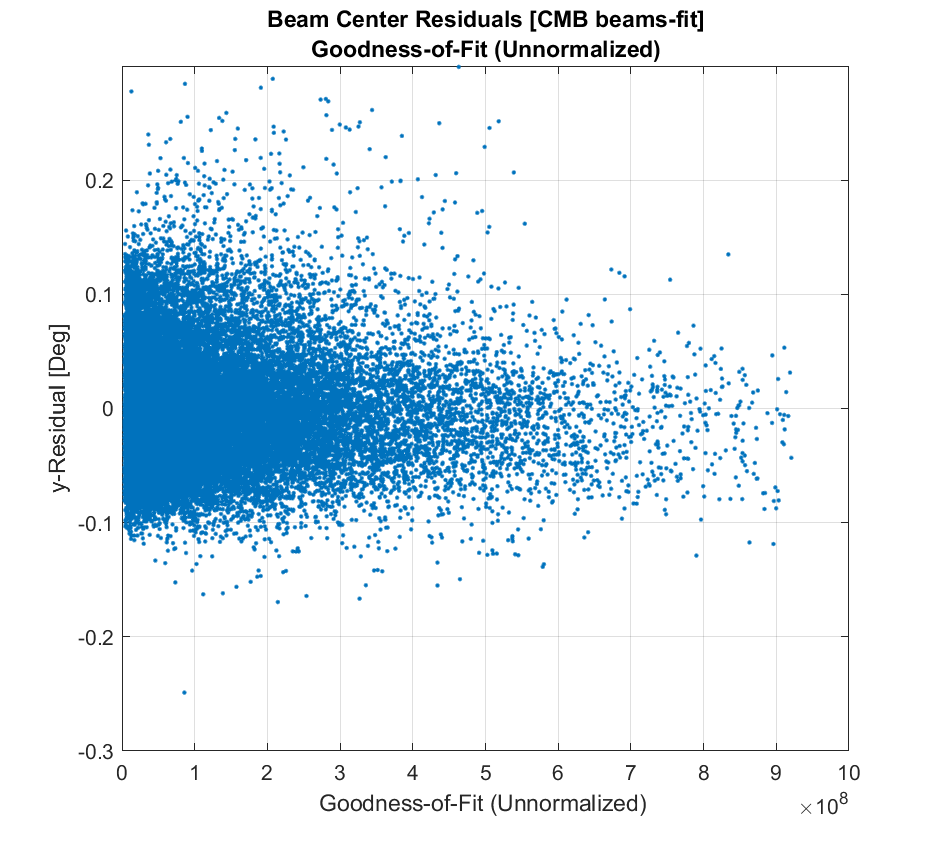 Beam Center Residuals [CMB beams-fit]
Goodness-of-Fit (Unnormalized)
0.2
0.1
0
-0.1
-0.2
-0.3
y-Residual [Deg]
0 1 2 3 4 5 6 7 8 9 10
Goodness-of-Fit (Unnormalized)
×10⁸